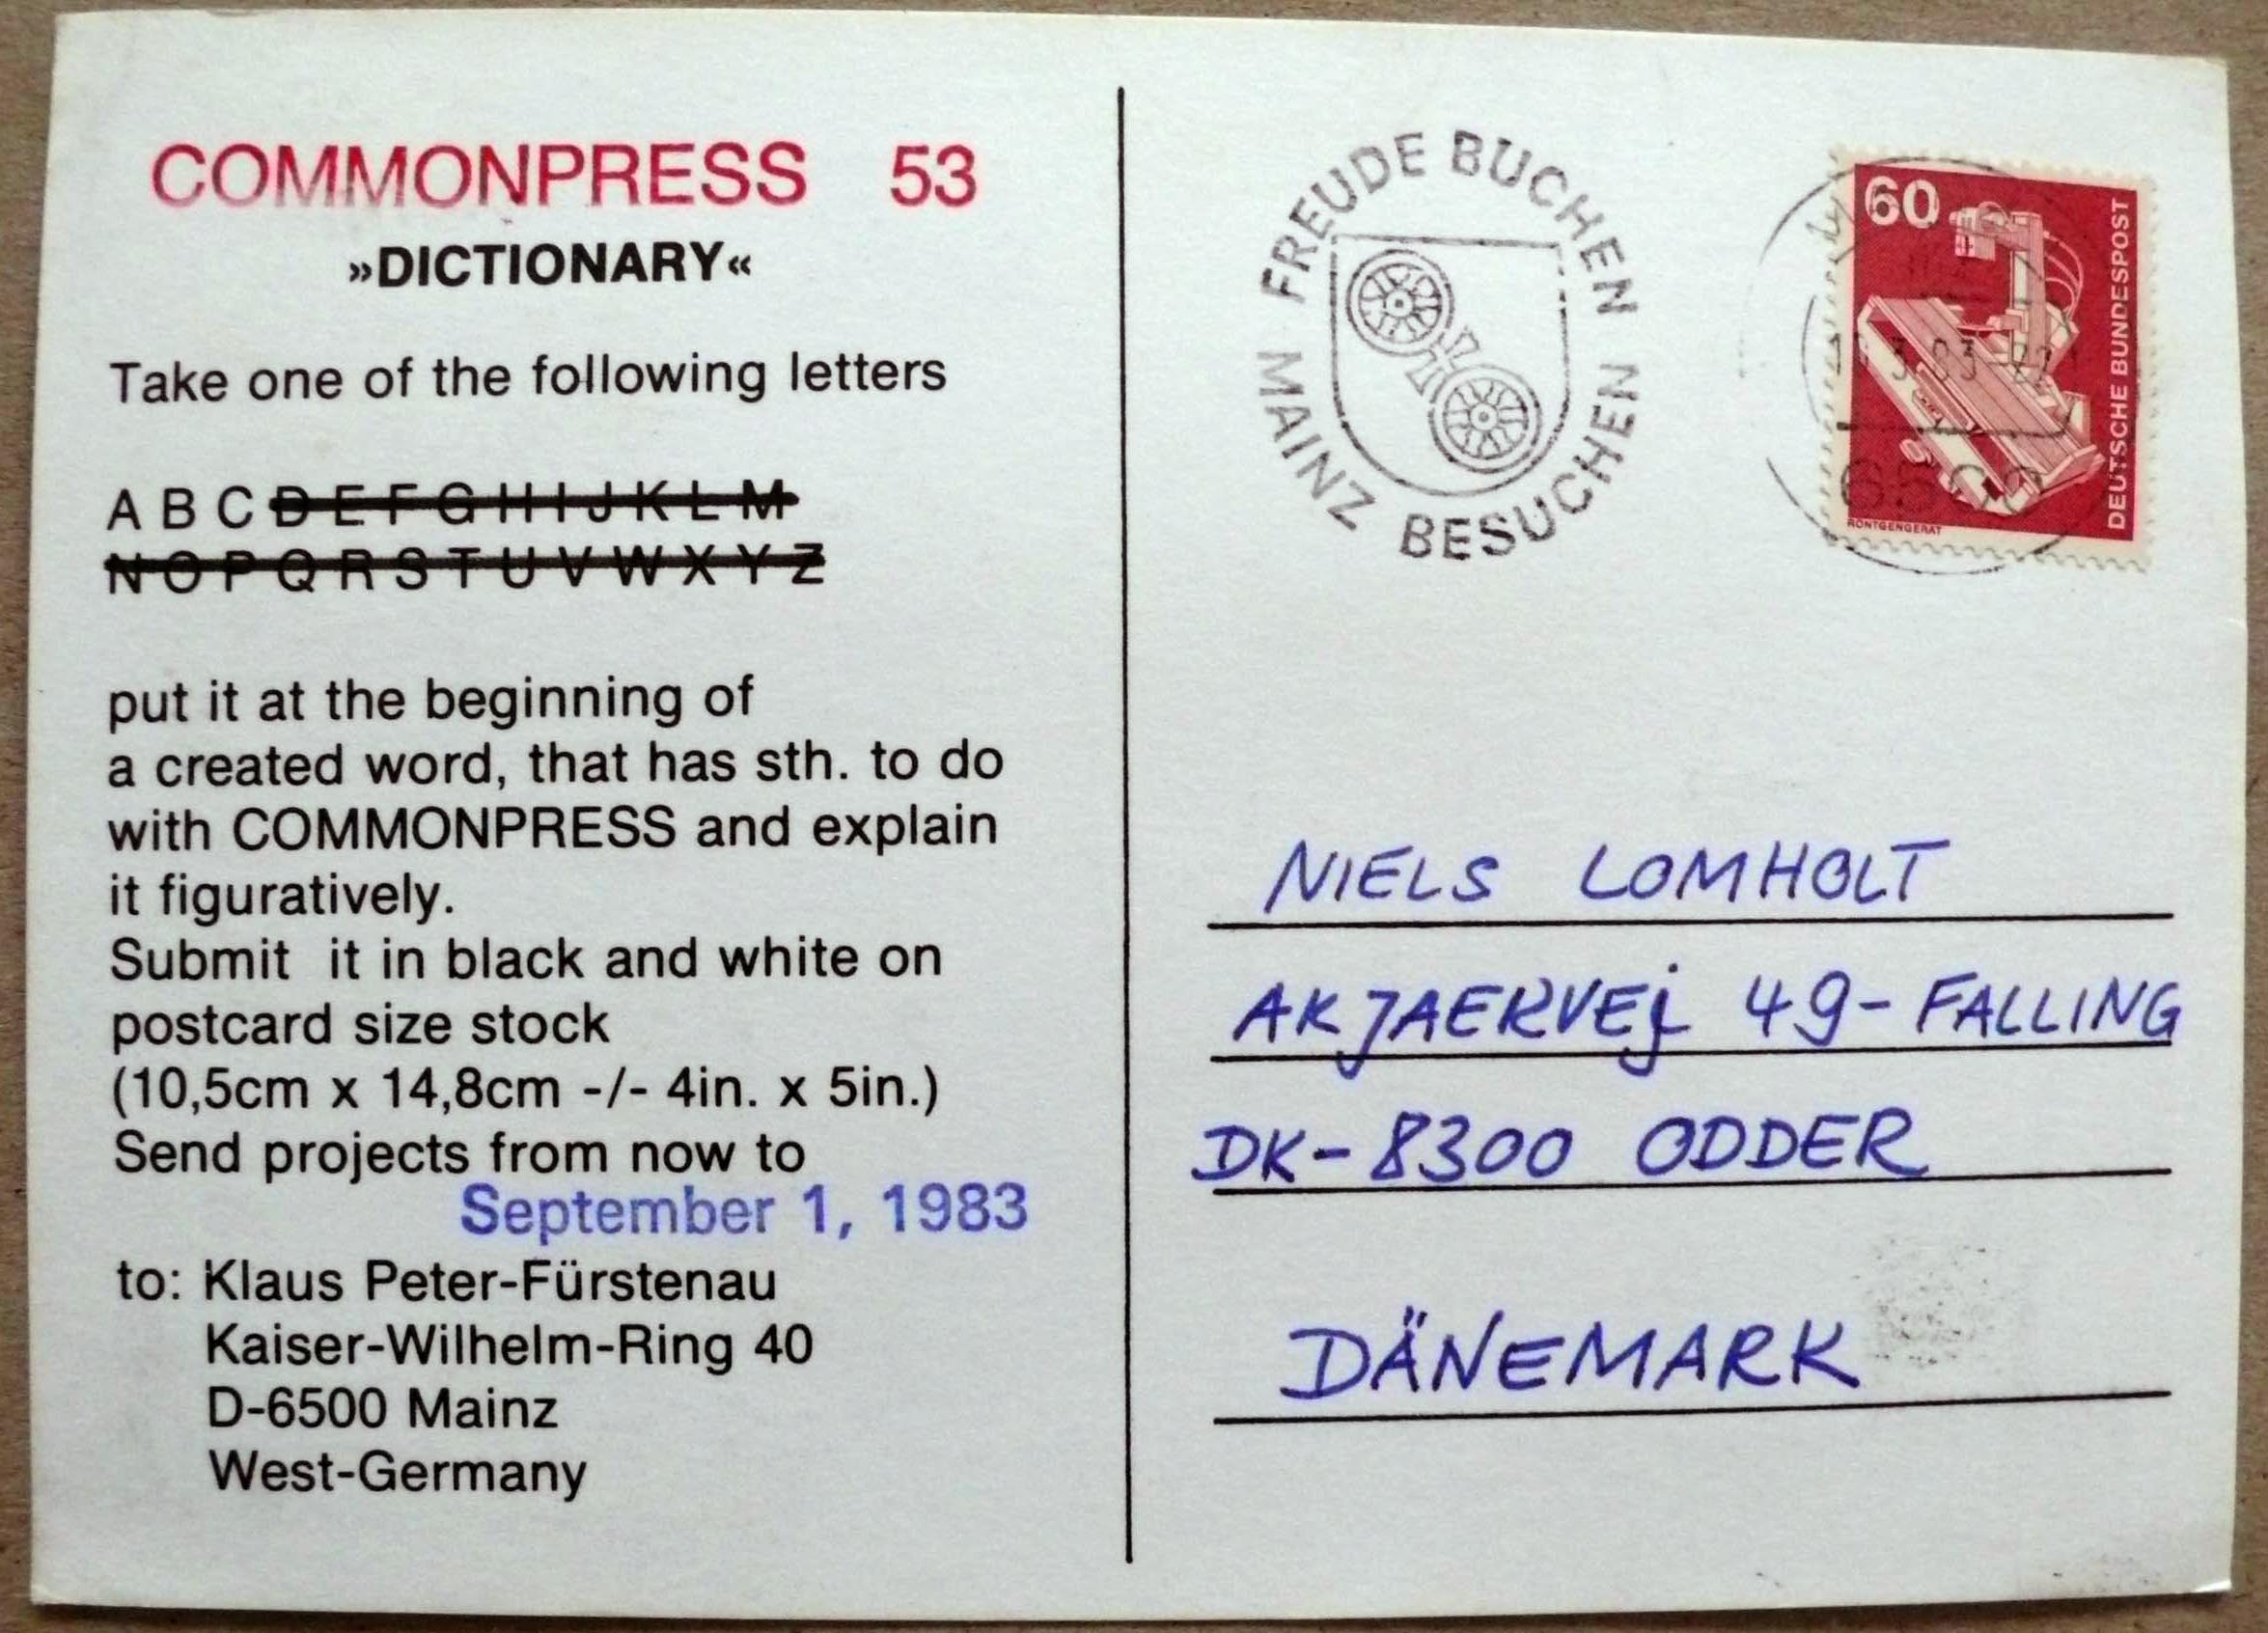 COMMONPRESS 53
»DICTIONARY«
Take one of the following letters
A B C D E F G H I J K L M
N O P Q R S T U V W X Y Z
put it at the beginning of
a created word, that has sth. to do
with COMMONPRESS and explain
it figuratively.
Submit it in black and white on
postcard size stock
(10,5cm x 14,8cm -/- 4in. x 5in.)
Send projects from now to
September 1, 1983
to: Klaus Peter-Fürstenau
Kaiser-Wilhelm-Ring 40
D-6500 Mainz
West-Germany
FREUDE BUCHEN
MAINZ BESUCHEN
60
DEUTSCHE BUNDESPOST
RÖNTGENGERÄT
6500
NIELS LOMHOLT
AKJAERVEj 49-FALLING
DK-8300 ODDER
DÄNEMARK